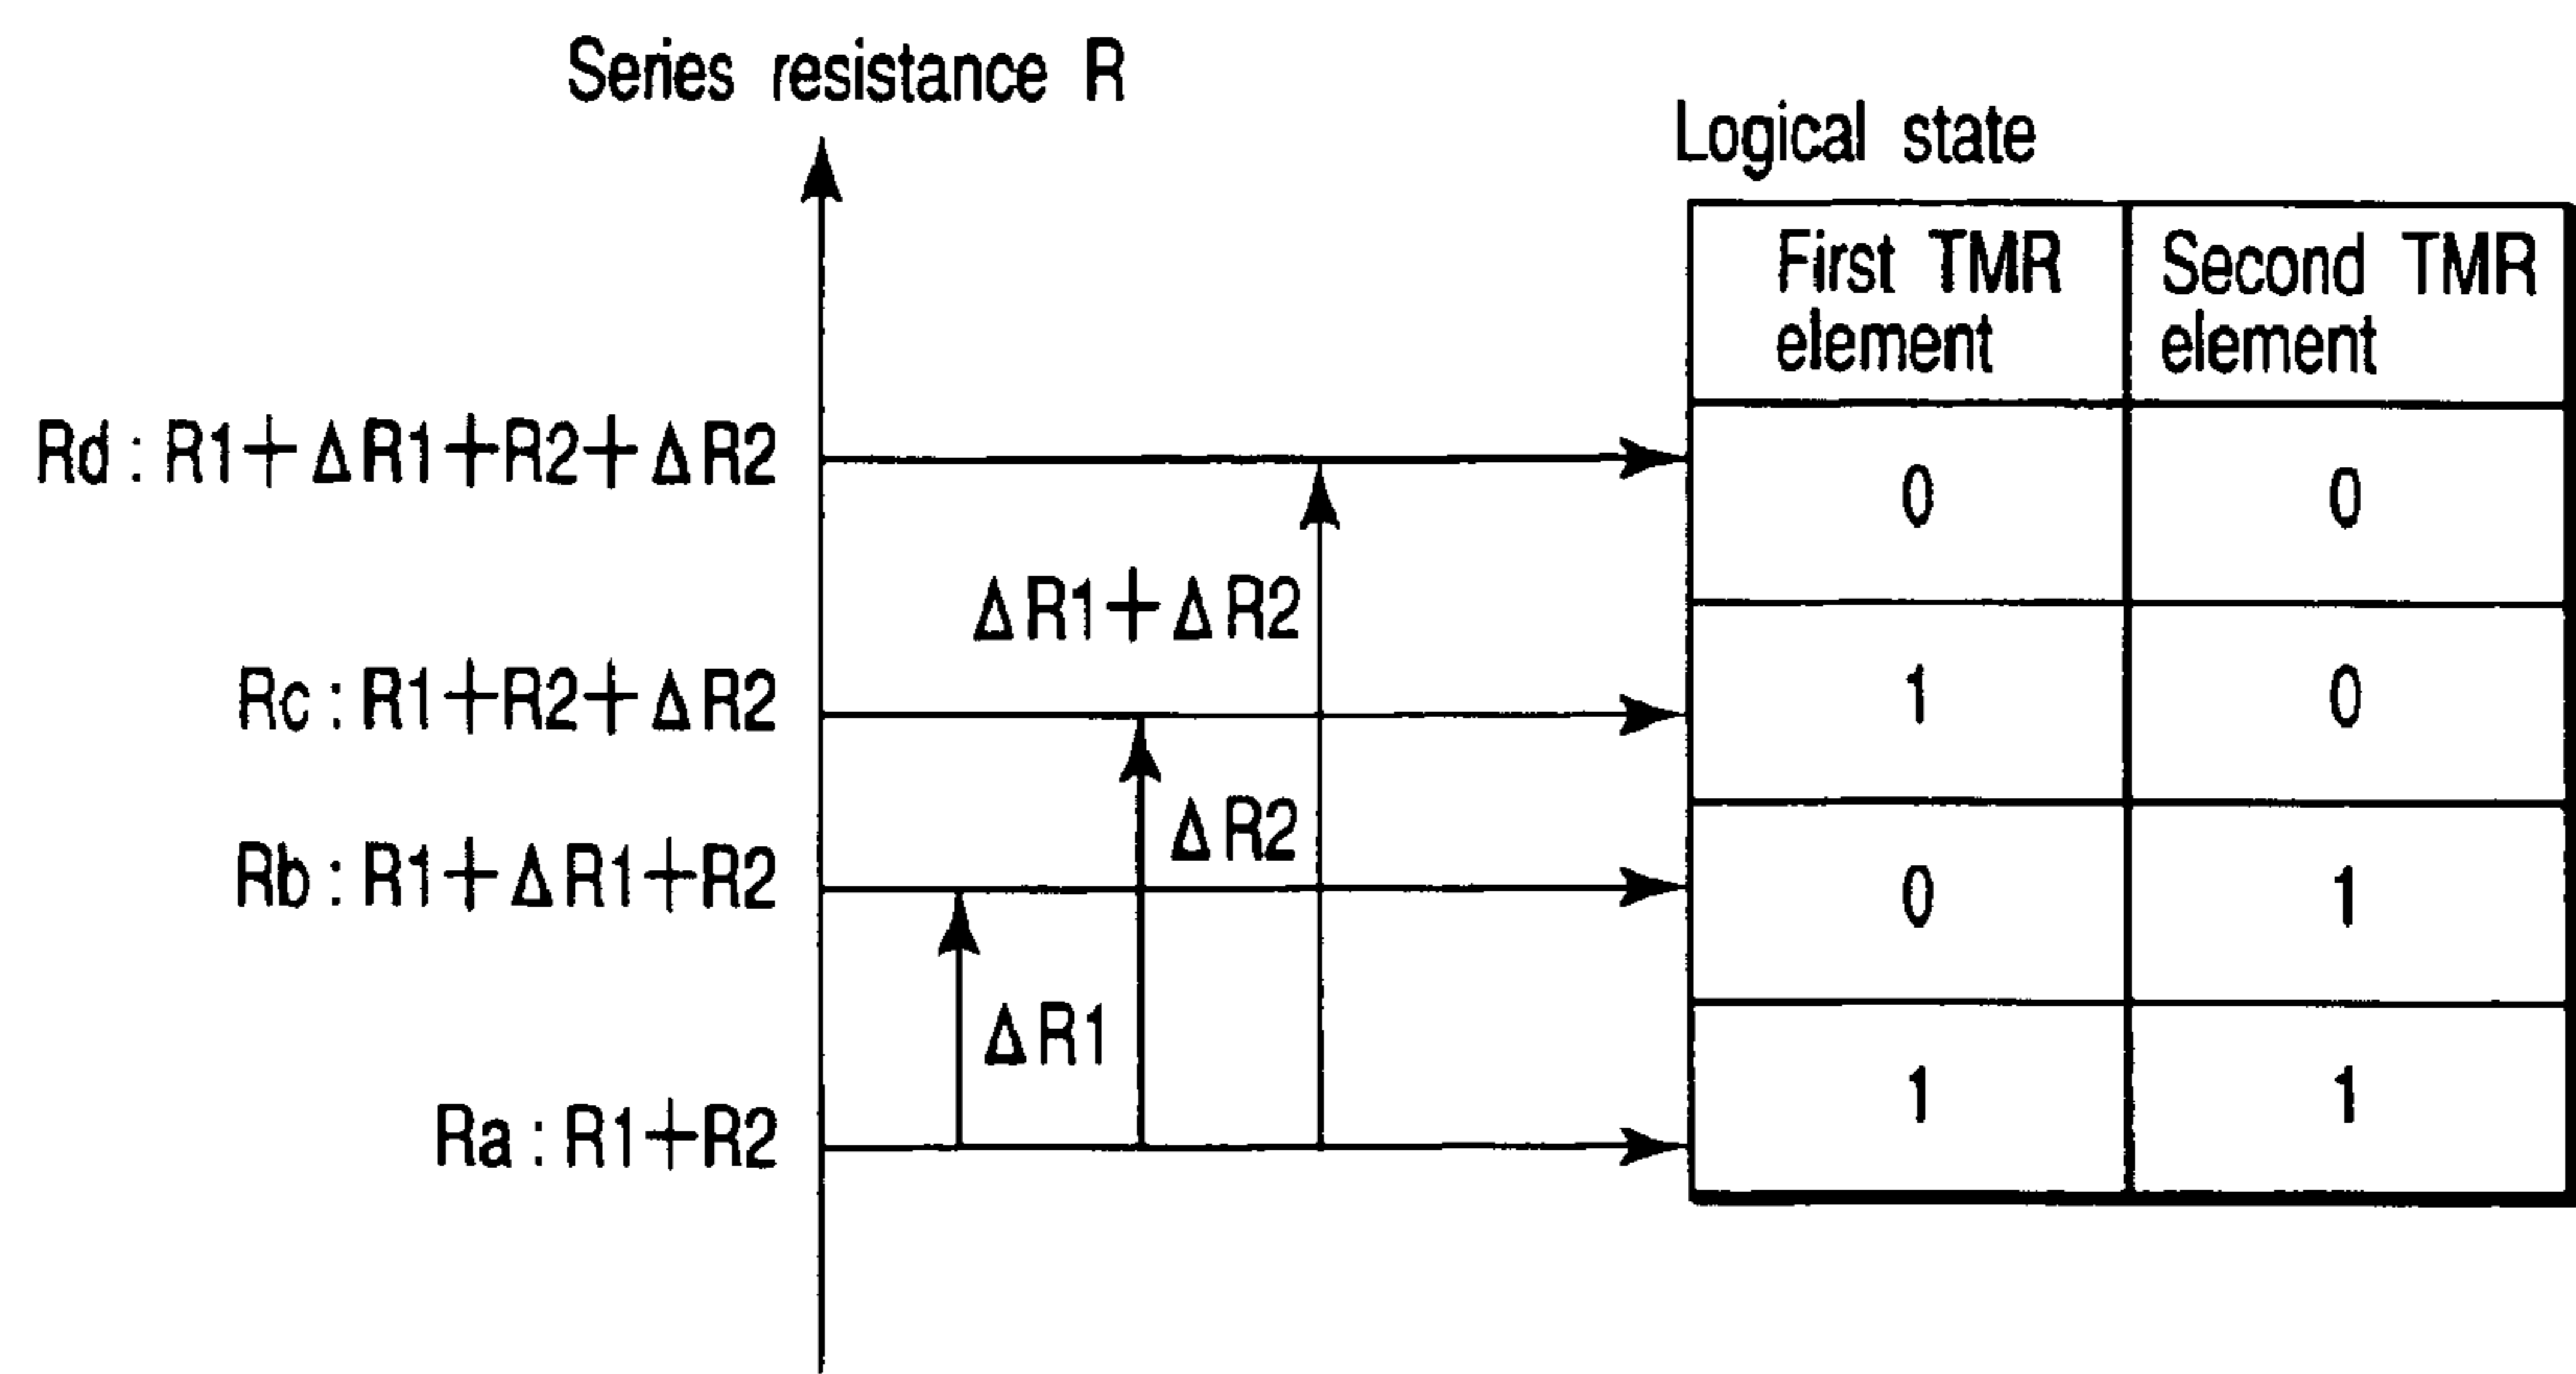 Series resistance R
Logical state
First TMR
element
Second TMR
element
Rd : R1+ΔR1+R2+ΔR2
0 0
ΔR1+ΔR2
Rc : R1+R2+ΔR2
1 0
ΔR2
Rb : R1+ΔR1+R2
0 1
ΔR1
Ra : R1+R2
1 1